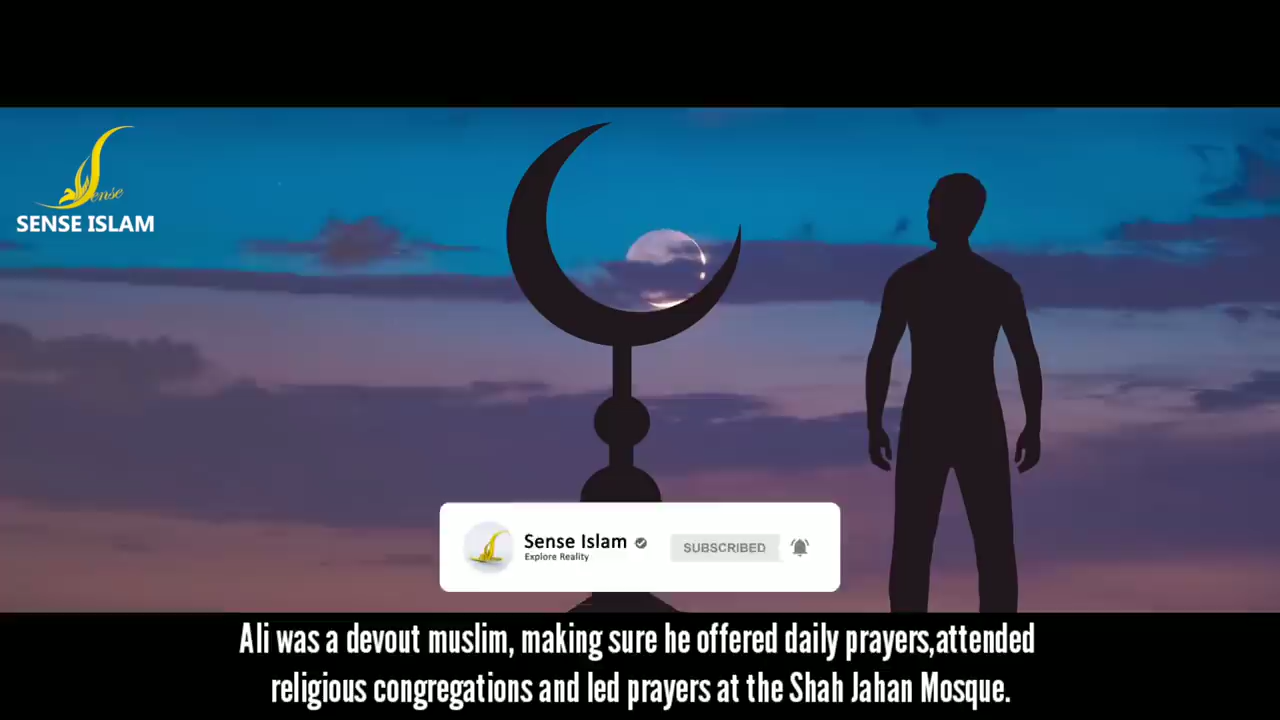 ense
SENSE ISLAM
Sense Islam
Explore Reality
SUBSCRIBED
Ali was a devout muslim, making sure he offered daily prayers,attended
religious congregations and led prayers at the Shah Jahan Mosque.